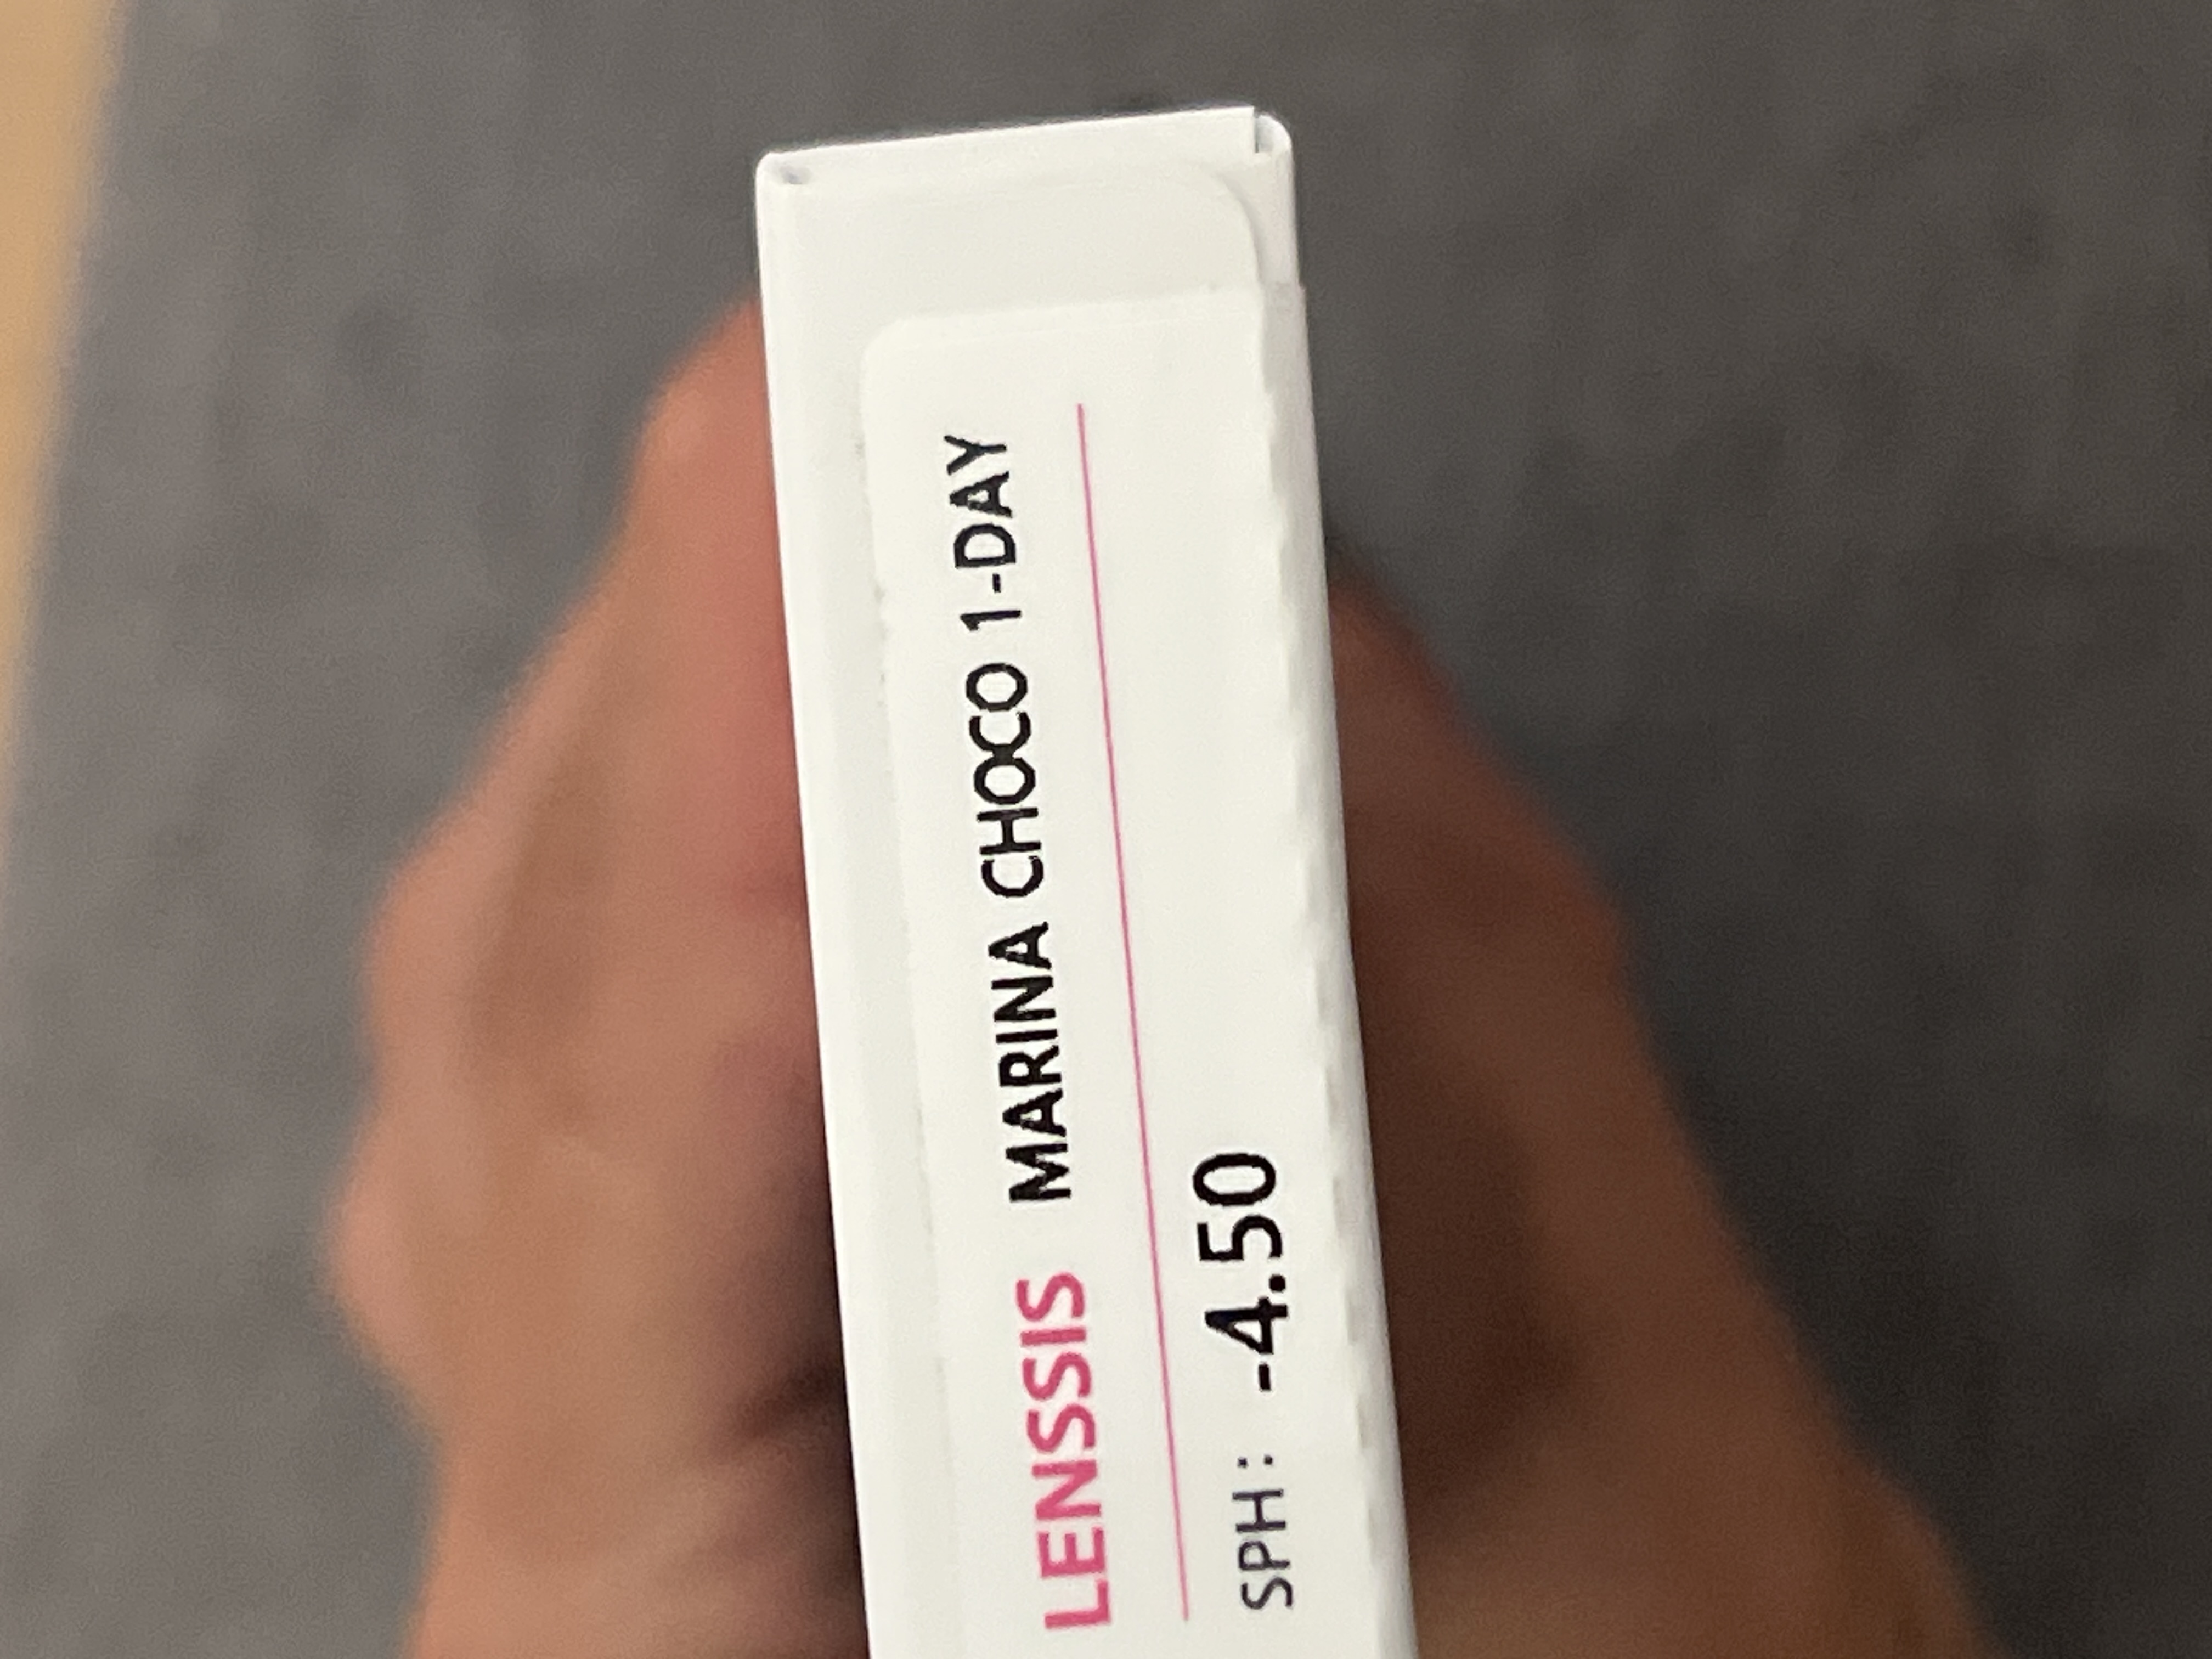 LENSSIS MARINA CHOCO 1-DAY
SPH: -4.50